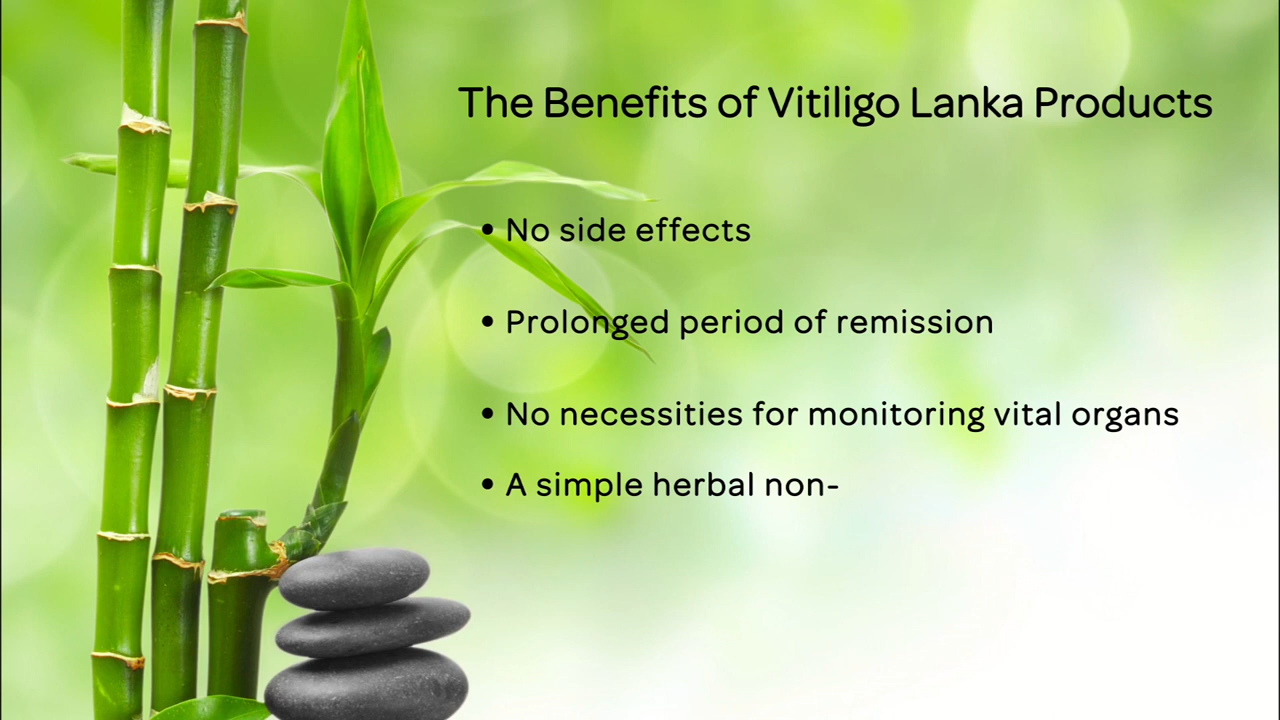 The Benefits of Vitiligo Lanka Products
• No side effects
• Prolonged period of remission
• No necessities for monitoring vital organs
• A simple herbal non-